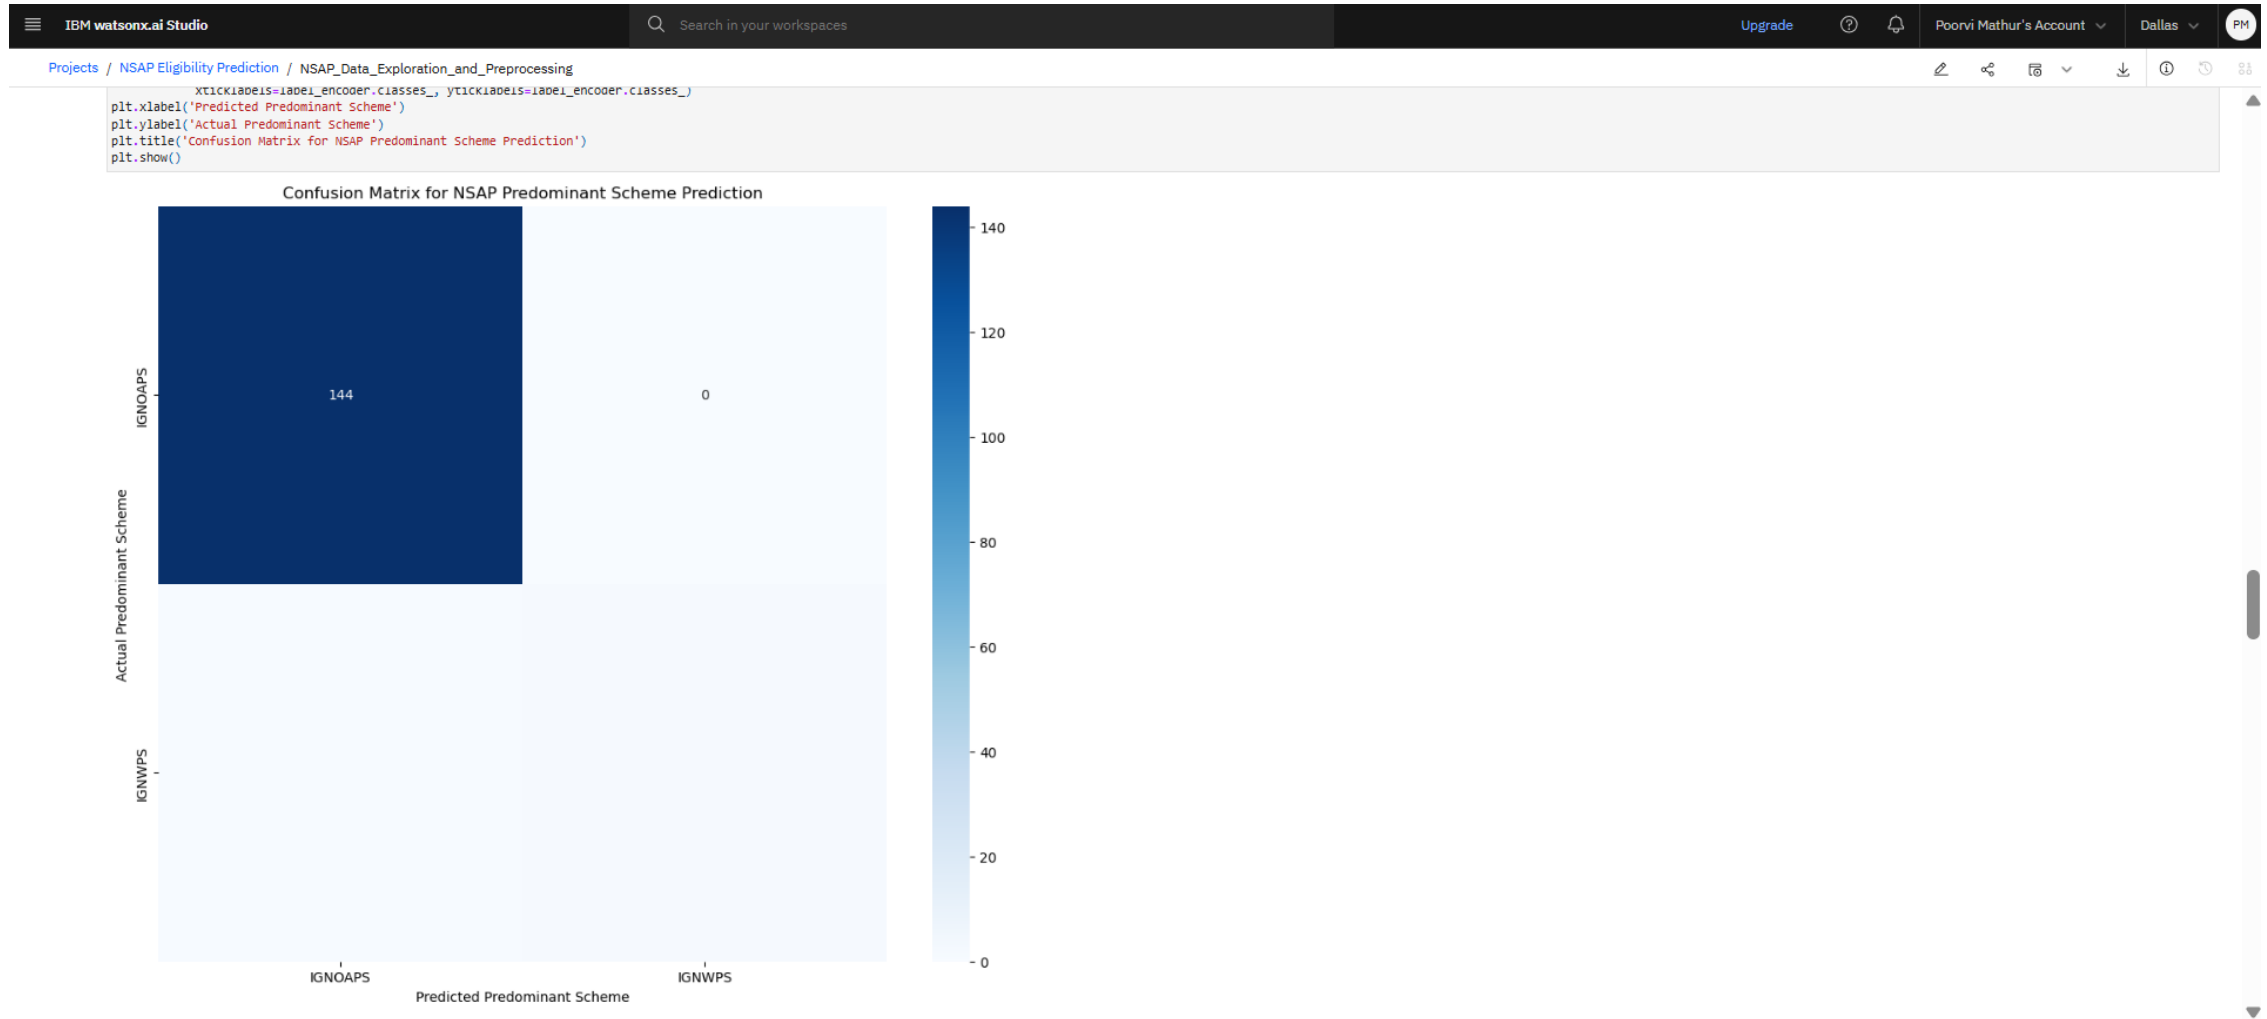 IBM watsonx.ai Studio
Search in your workspaces
Upgrade
Poorvi Mathur's Account
Dallas
PM
Projects / NSAP Eligibility Prediction / NSAP_Data_Exploration_and_Preprocessing
xticklabels=label_encoder.classes_, yticklabels=label_encoder.classes_)
plt.xlabel('Predicted Predominant Scheme')
plt.ylabel('Actual Predominant Scheme')
plt.title('Confusion Matrix for NSAP Predominant Scheme Prediction')
plt.show()
Confusion Matrix for NSAP Predominant Scheme Prediction
144
0
IGNOAPS
IGNWPS
Actual Predominant Scheme
IGNOAPS
IGNWPS
Predicted Predominant Scheme
140
120
100
80
60
40
20
0